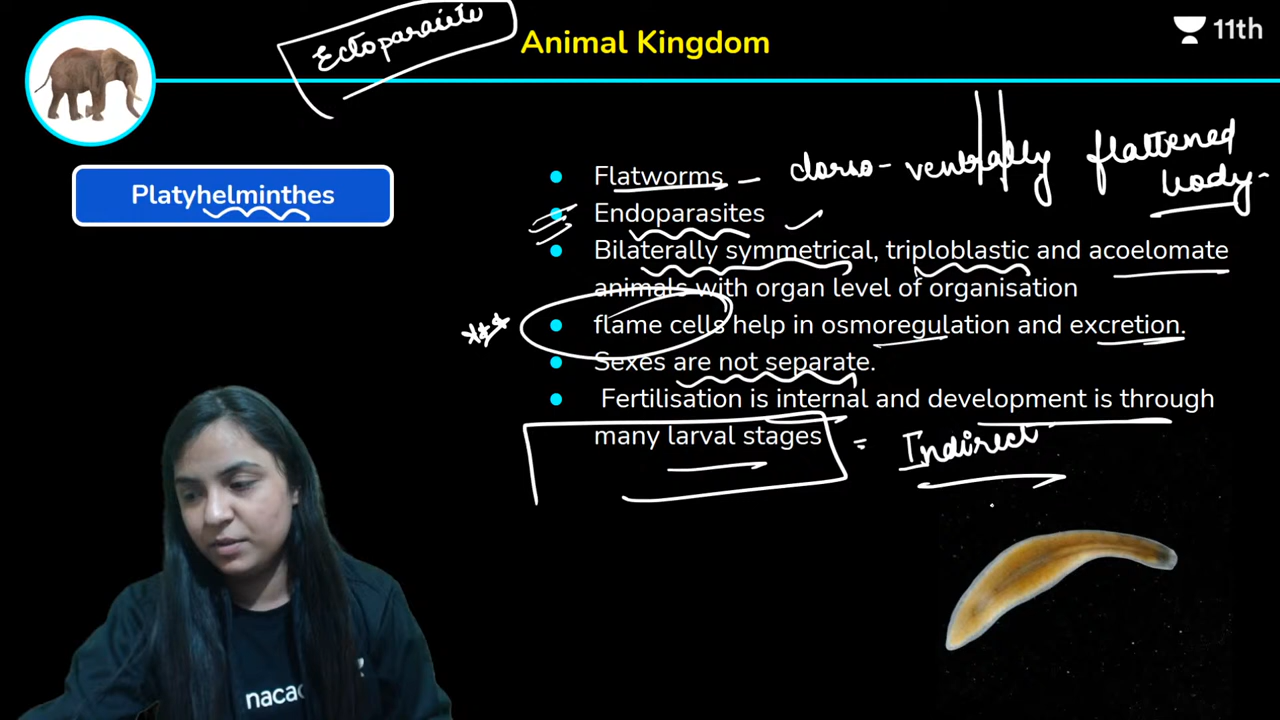 Ectoparasite
Animal Kingdom
11th
Platyhelminthes
Flatworms - dorso-ventrally flattened
body-
Endoparasites
Bilaterally symmetrical, triploblastic and acoelomate
animals with organ level of organisation
*** flame cells help in osmoregulation and excretion.
Sexes are not separate.
Fertilisation is internal and development is through
many larval stages = Indirect
nacad